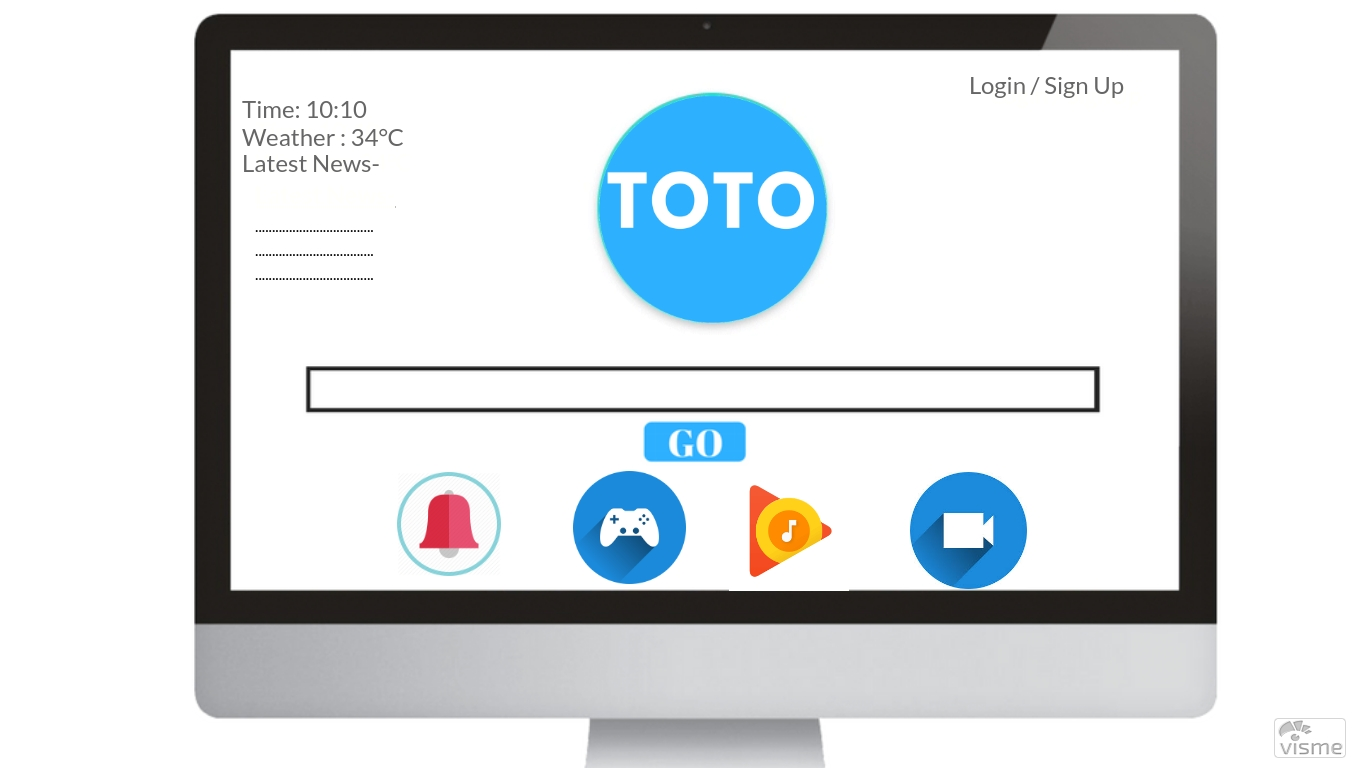 Login / Sign Up
Time: 10:10
Weather : 34°C
Latest News-
TOTO
GO
visme